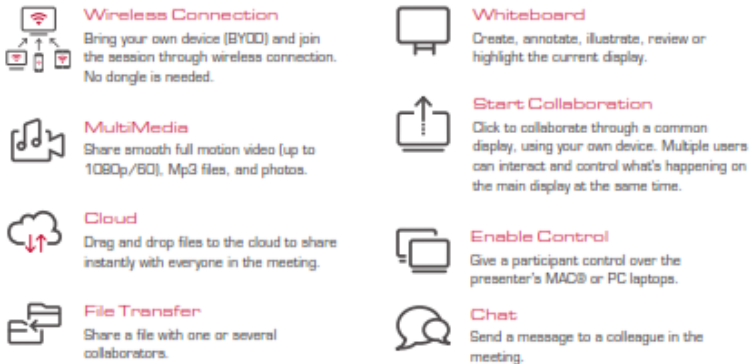 Wireless Connection
Bring your own device (BYOD) and join
the session through wireless connection.
No dongle is needed.
MultiMedia
Share smooth full motion video (up to
1080p/60), Mp3 files, and photos.
Cloud
Drag and drop files to the cloud to share
instantly with everyone in the meeting.
File Transfer
Share a file with one or several
collaborators.
Whiteboard
Create, annotate, illustrate, review or
highlight the current display.
Start Collaboration
Click to collaborate through a common
display, using your own device. Multiple users
can interact and control what's happening on
the main display at the same time.
Enable Control
Give a participant control over the
presenter's MAC® or PC laptops.
Chat
Send a message to a colleague in the
meeting.